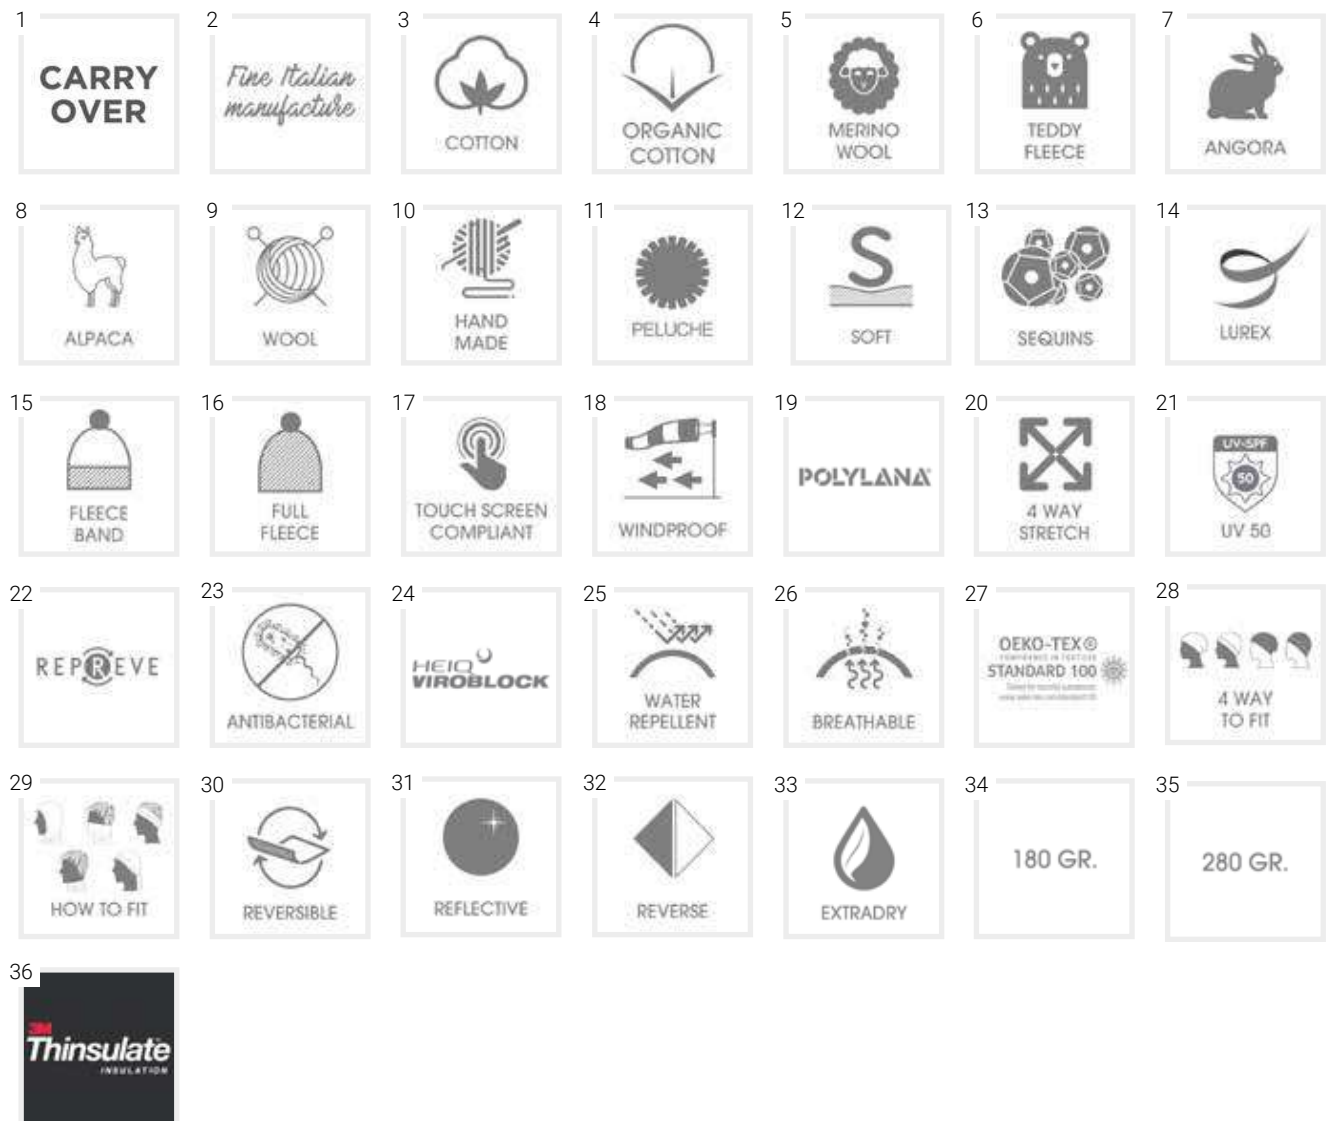 1
CARRY
OVER
2
Fine Italian
manufacture
3
COTTON
4
ORGANIC
COTTON
5
MERINO
WOOL
6
TEDDY
FLEECE
7
ANGORA
8
ALPACA
9
WOOL
10
HAND
MADE
11
PELUCHE
12
S
SOFT
13
SEQUINS
14
LUREX
15
FLEECE
BAND
16
FULL
FLEECE
17
TOUCH SCREEN
COMPLIANT
18
WINDPROOF
19
POLYLANA
20
4 WAY
STRETCH
21
UV-SPF
50
UV 50
22
REPREVE
23
ANTIBACTERIAL
24
HEIQ
VIROBLOCK
25
WATER
REPELLENT
26
BREATHABLE
27
OEKO-TEX®
CONFIDENCE IN TEXTILES
STANDARD 100
28
4 WAY
TO FIT
29
HOW TO FIT
30
REVERSIBLE
31
REFLECTIVE
32
REVERSE
33
EXTRADRY
34
180 GR.
35
280 GR.
36
3M
Thinsulate
INSULATION